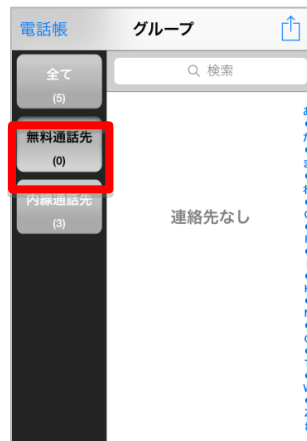 電話帳
グループ
全て
(5)
検索
無料通話先
(0)
内線通話先
(3)
連絡先なし